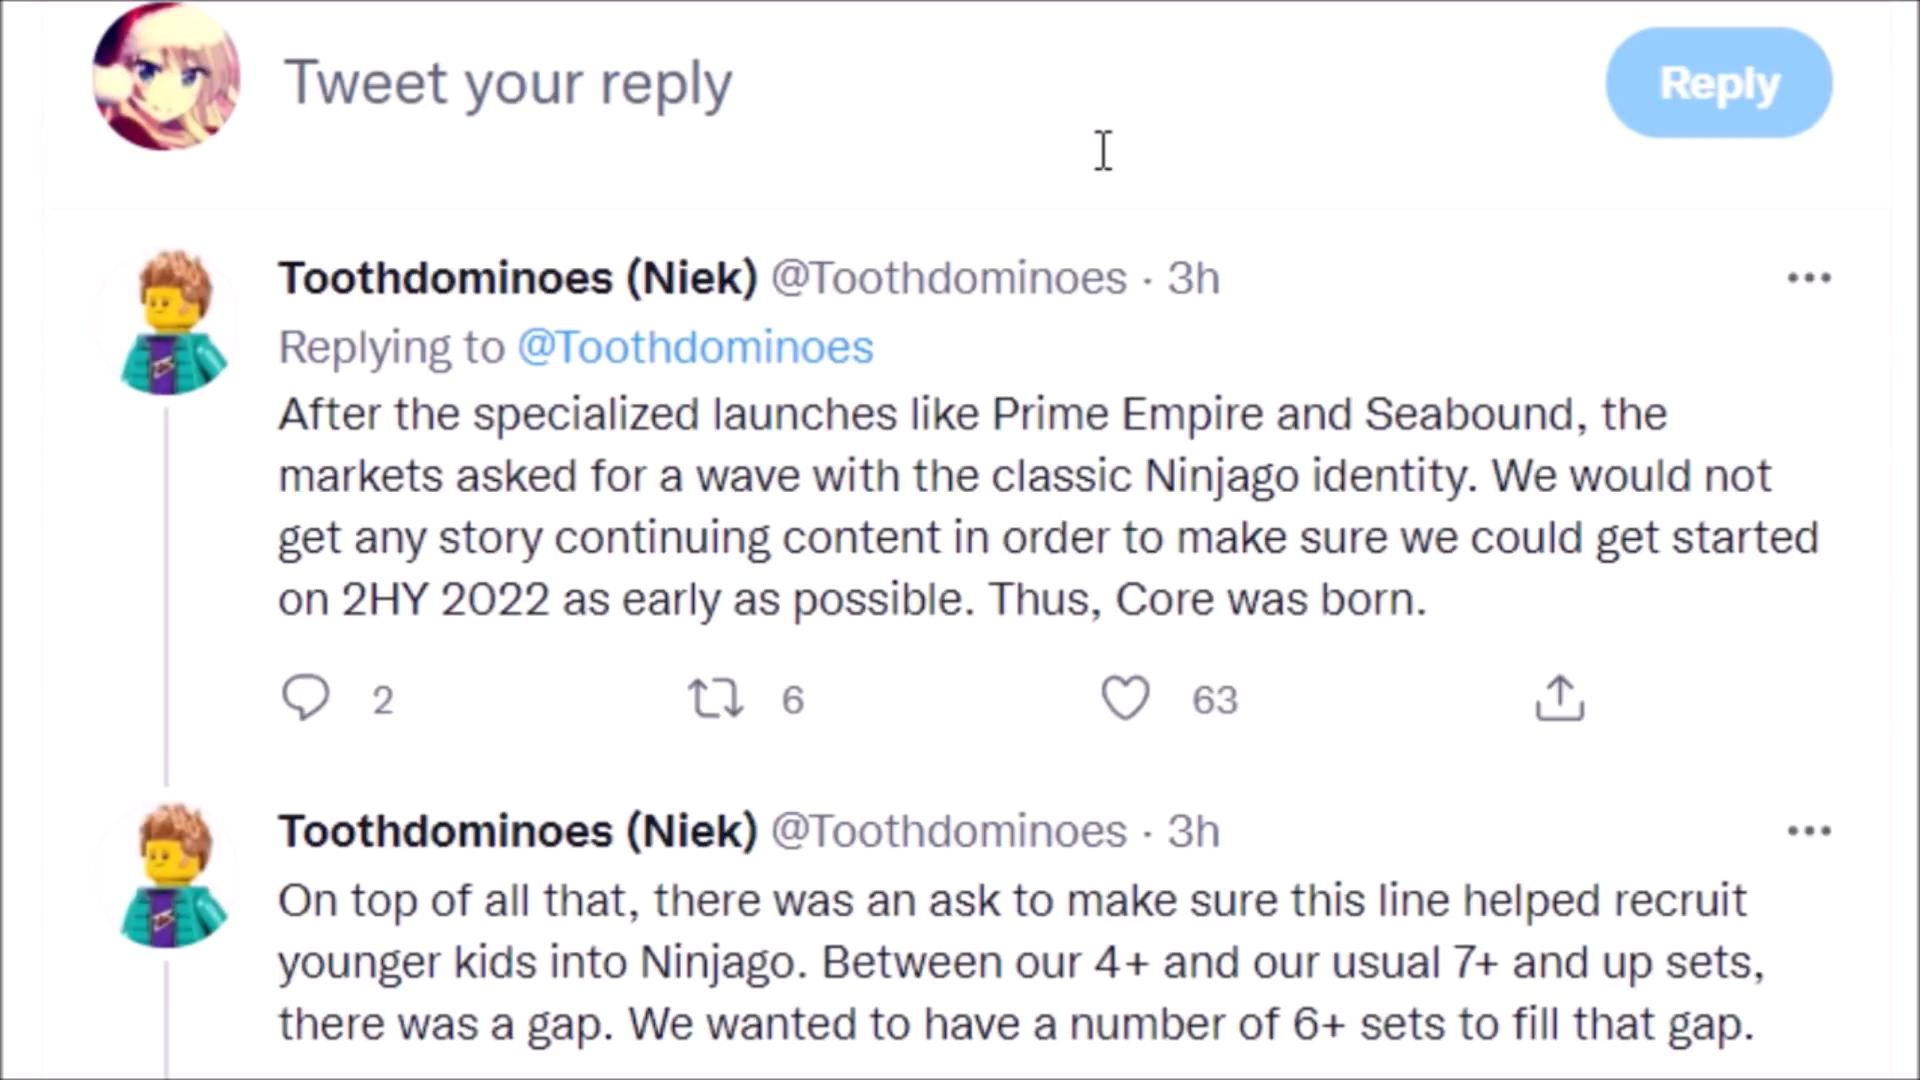 Tweet your reply
Reply
Toothdominoes (Niek) @Toothdominoes · 3h
Replying to @Toothdominoes
After the specialized launches like Prime Empire and Seabound, the
markets asked for a wave with the classic Ninjago identity. We would not
get any story continuing content in order to make sure we could get started
on 2HY 2022 as early as possible. Thus, Core was born.
2 6 63
Toothdominoes (Niek) @Toothdominoes · 3h
On top of all that, there was an ask to make sure this line helped recruit
younger kids into Ninjago. Between our 4+ and our usual 7+ and up sets,
there was a gap. We wanted to have a number of 6+ sets to fill that gap.